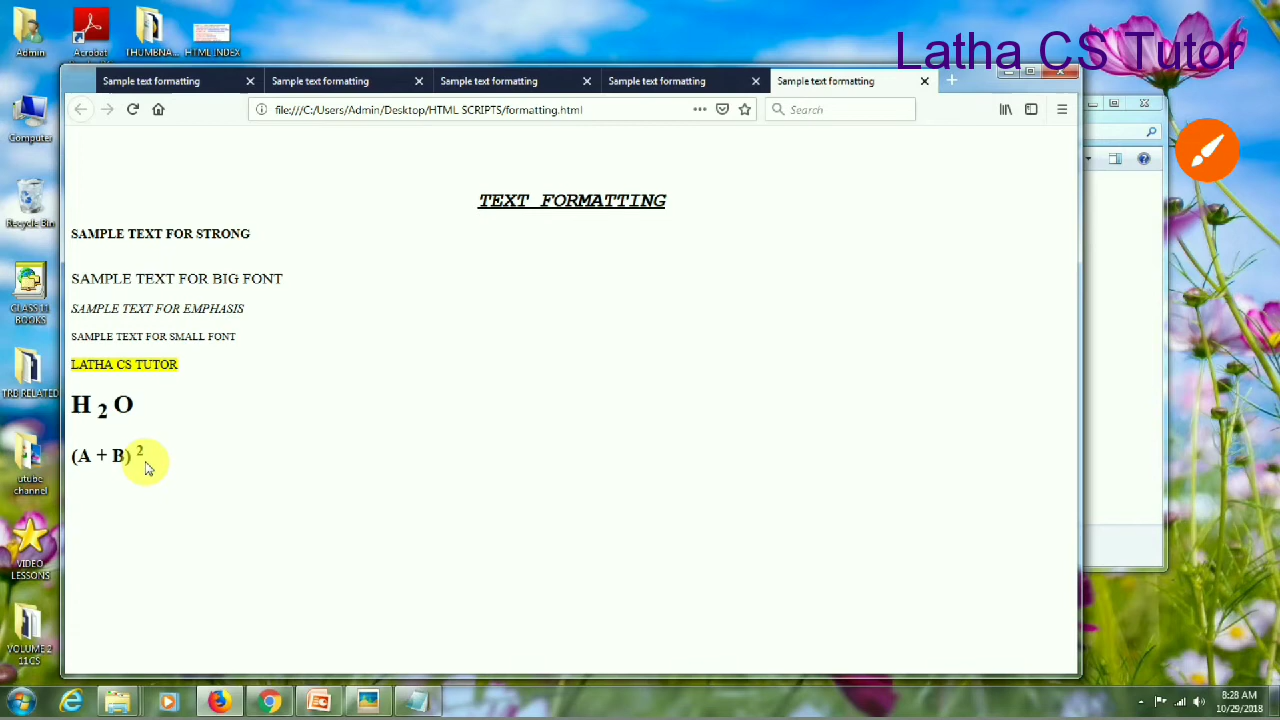 Admin
Acrobat
THUMBNA...
HTML INDEX
Latha CS Tutor
Sample text formatting
Sample text formatting
Sample text formatting
Sample text formatting
Sample text formatting
file:///C:/Users/Admin/Desktop/HTML SCRIPTS/formatting.html
Search
Computer
TEXT FORMATTING
Recycle Bin
SAMPLE TEXT FOR STRONG
SAMPLE TEXT FOR BIG FONT
CLASS 11
BOOKS
SAMPLE TEXT FOR EMPHASIS
SAMPLE TEXT FOR SMALL FONT
LATHA CS TUTOR
TRB RELATED
H 2 O
(A + B) 2
utube
channel
VIDEO
LESSONS
VOLUME 2
11CS
8:28 AM
10/29/2018